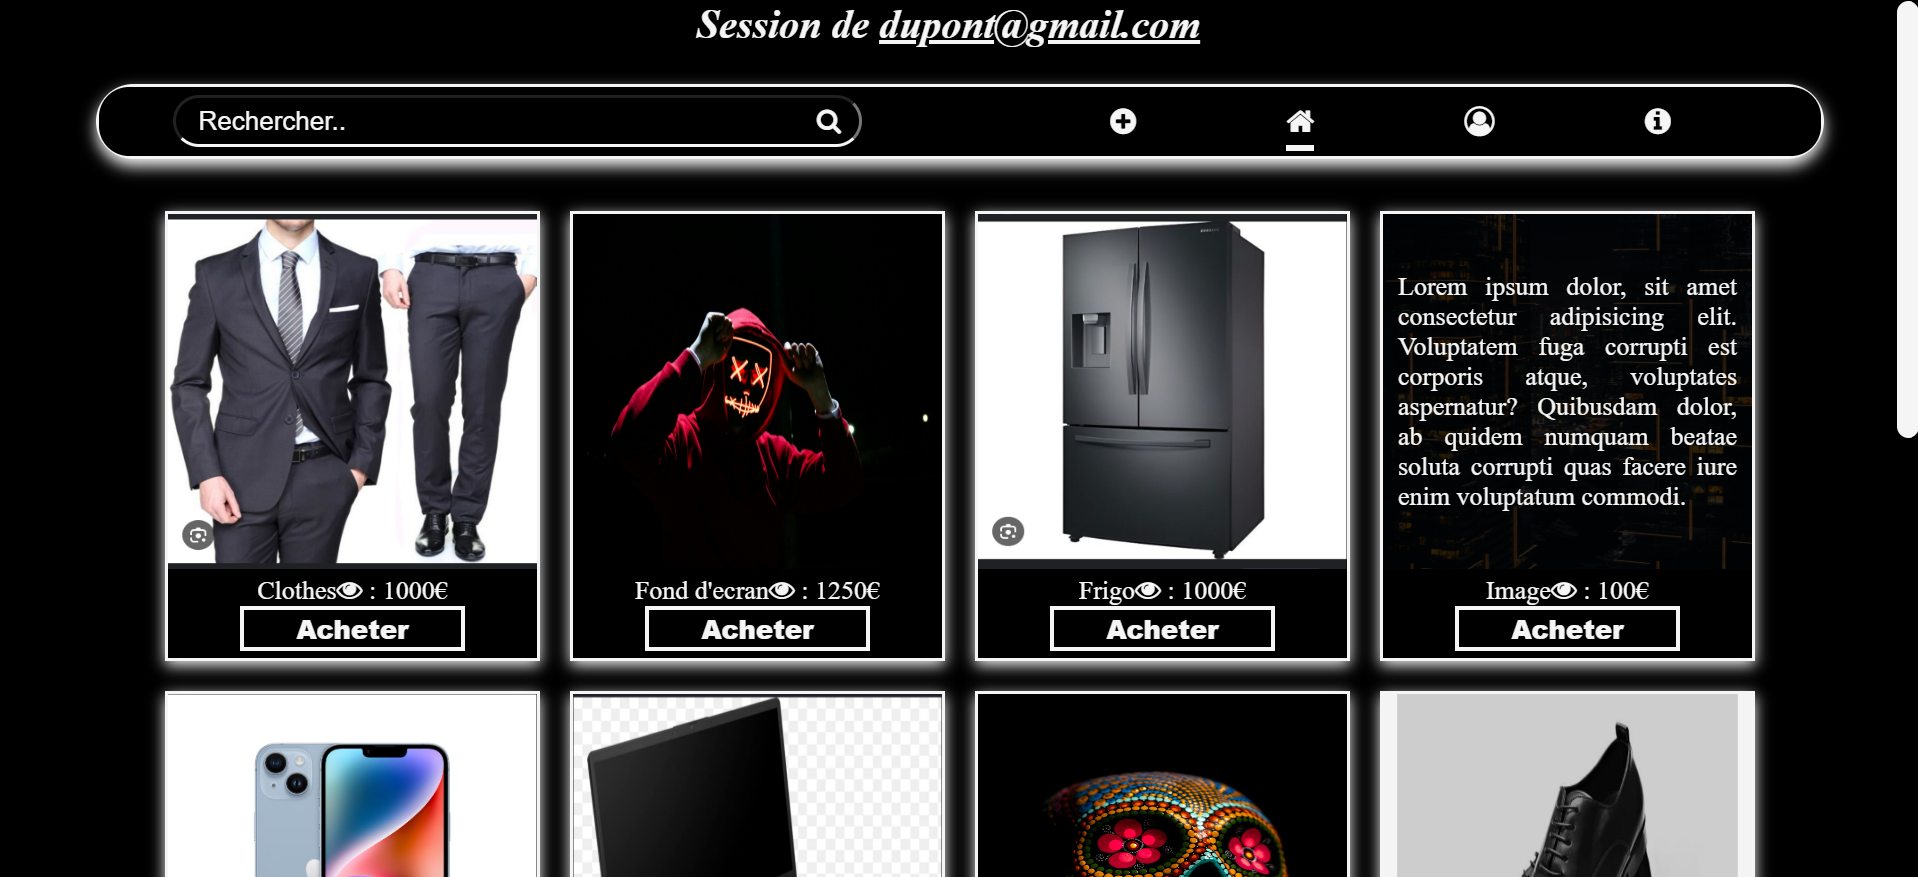 Session de dupont@gmail.com
Rechercher..
Lorem ipsum dolor, sit amet
consectetur adipisicing elit.
Voluptatem fuga corrupti est
corporis atque, voluptates
aspernatur? Quibusdam dolor,
ab quidem numquam beatae
soluta corrupti quas facere iure
enim voluptatum commodi.
Clothes : 1000€
Fond d'ecran : 1250€
Frigo : 1000€
Image : 100€
Acheter
Acheter
Acheter
Acheter